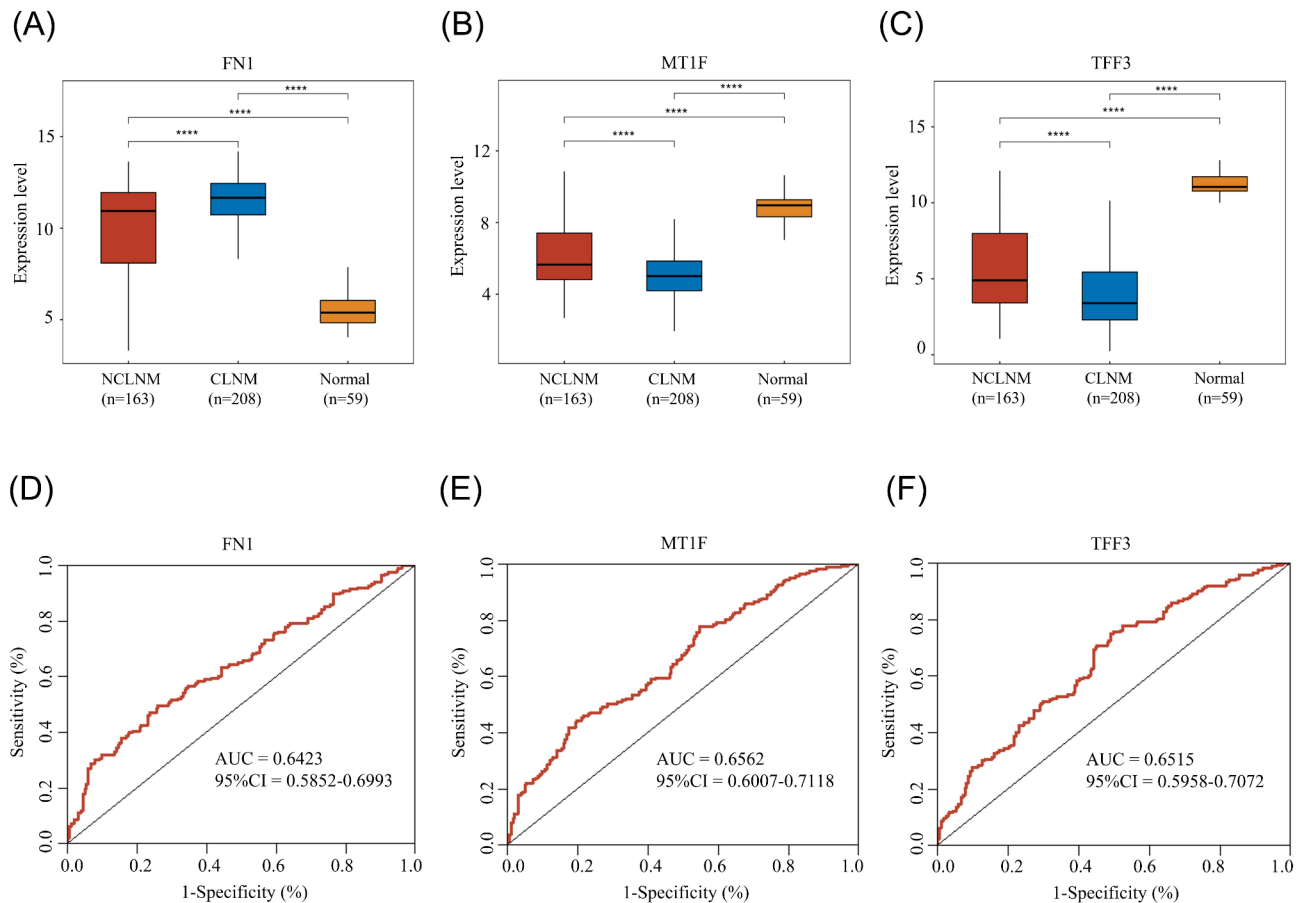 (A)
FN1
Expression level
15
10
5
****
****
****
NCLNM
(n=163)
CLNM
(n=208)
Normal
(n=59)
(B)
MT1F
Expression level
12
8
4
****
****
****
NCLNM
(n=163)
CLNM
(n=208)
Normal
(n=59)
(C)
TFF3
Expression level
15
10
5
0
****
****
****
NCLNM
(n=163)
CLNM
(n=208)
Normal
(n=59)
(D)
FN1
Sensitivity (%)
0.0 0.2 0.4 0.6 0.8 1.0
AUC = 0.6423
95%CI = 0.5852-0.6993
0.0 0.2 0.4 0.6 0.8 1.0
1-Specificity (%)
(E)
MT1F
Sensitivity (%)
0.0 0.2 0.4 0.6 0.8 1.0
AUC = 0.6562
95%CI = 0.6007-0.7118
0.0 0.2 0.4 0.6 0.8 1.0
1-Specificity (%)
(F)
TFF3
Sensitivity (%)
0.0 0.2 0.4 0.6 0.8 1.0
AUC = 0.6515
95%CI = 0.5958-0.7072
0.0 0.2 0.4 0.6 0.8 1.0
1-Specificity (%)